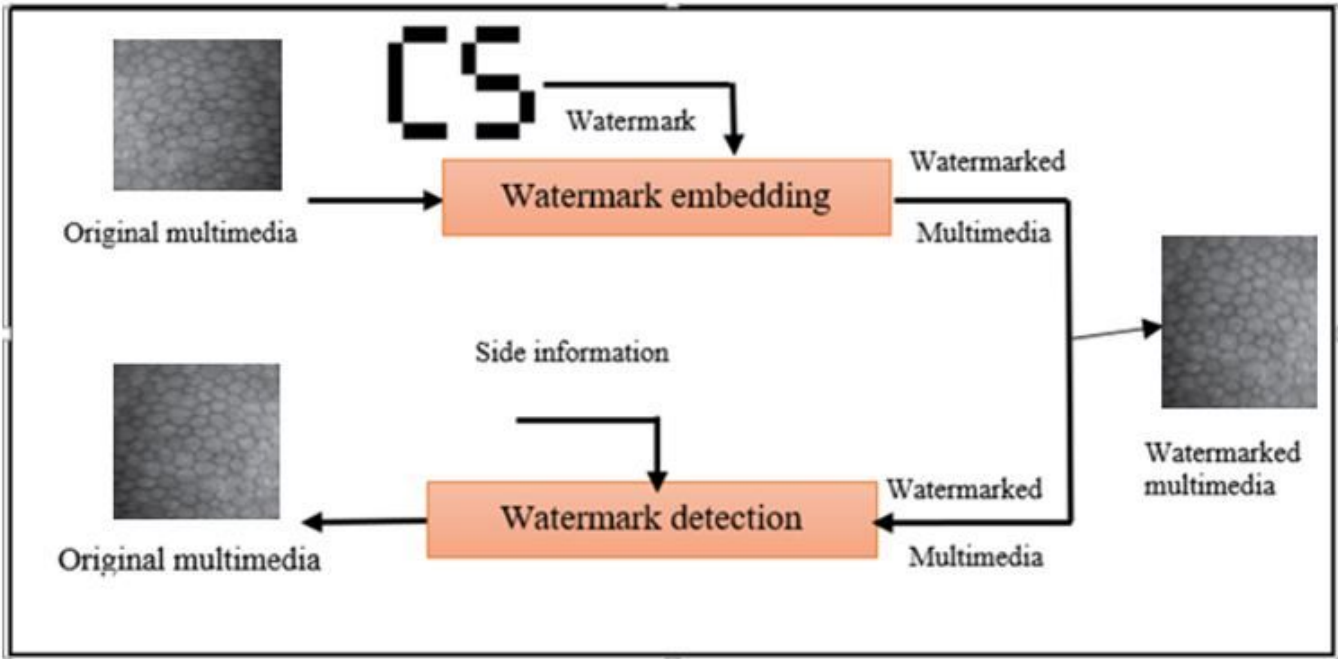 CS
Watermark
Watermark embedding
Watermarked
Multimedia
Original multimedia
Side information
Watermark detection
Watermarked
Multimedia
Watermarked
multimedia
Original multimedia